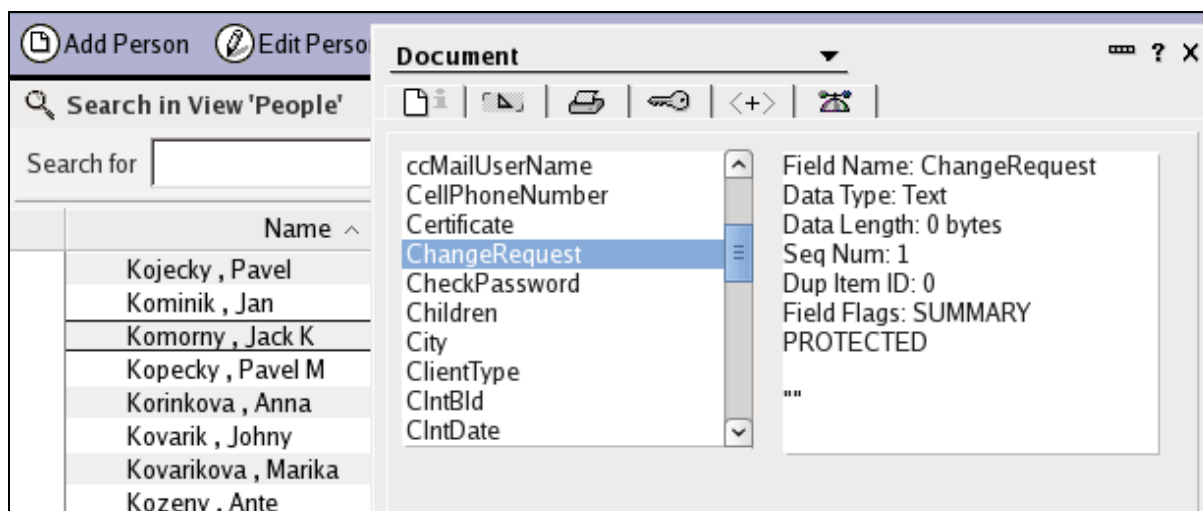 Add Person Edit Perso
Search in View 'People'
Search for
Name
Kojecky , Pavel
Kominik , Jan
Komorny , Jack K
Kopecky , Pavel M
Korinkova , Anna
Kovarik , Johny
Kovarikova , Marika
Kozeny , Ante
Document
? X
<+>
ccMailUserName
CellPhoneNumber
Certificate
ChangeRequest
CheckPassword
Children
City
ClientType
ClntBld
ClntDate
Field Name: ChangeRequest
Data Type: Text
Data Length: 0 bytes
Seq Num: 1
Dup Item ID: 0
Field Flags: SUMMARY
PROTECTED
""